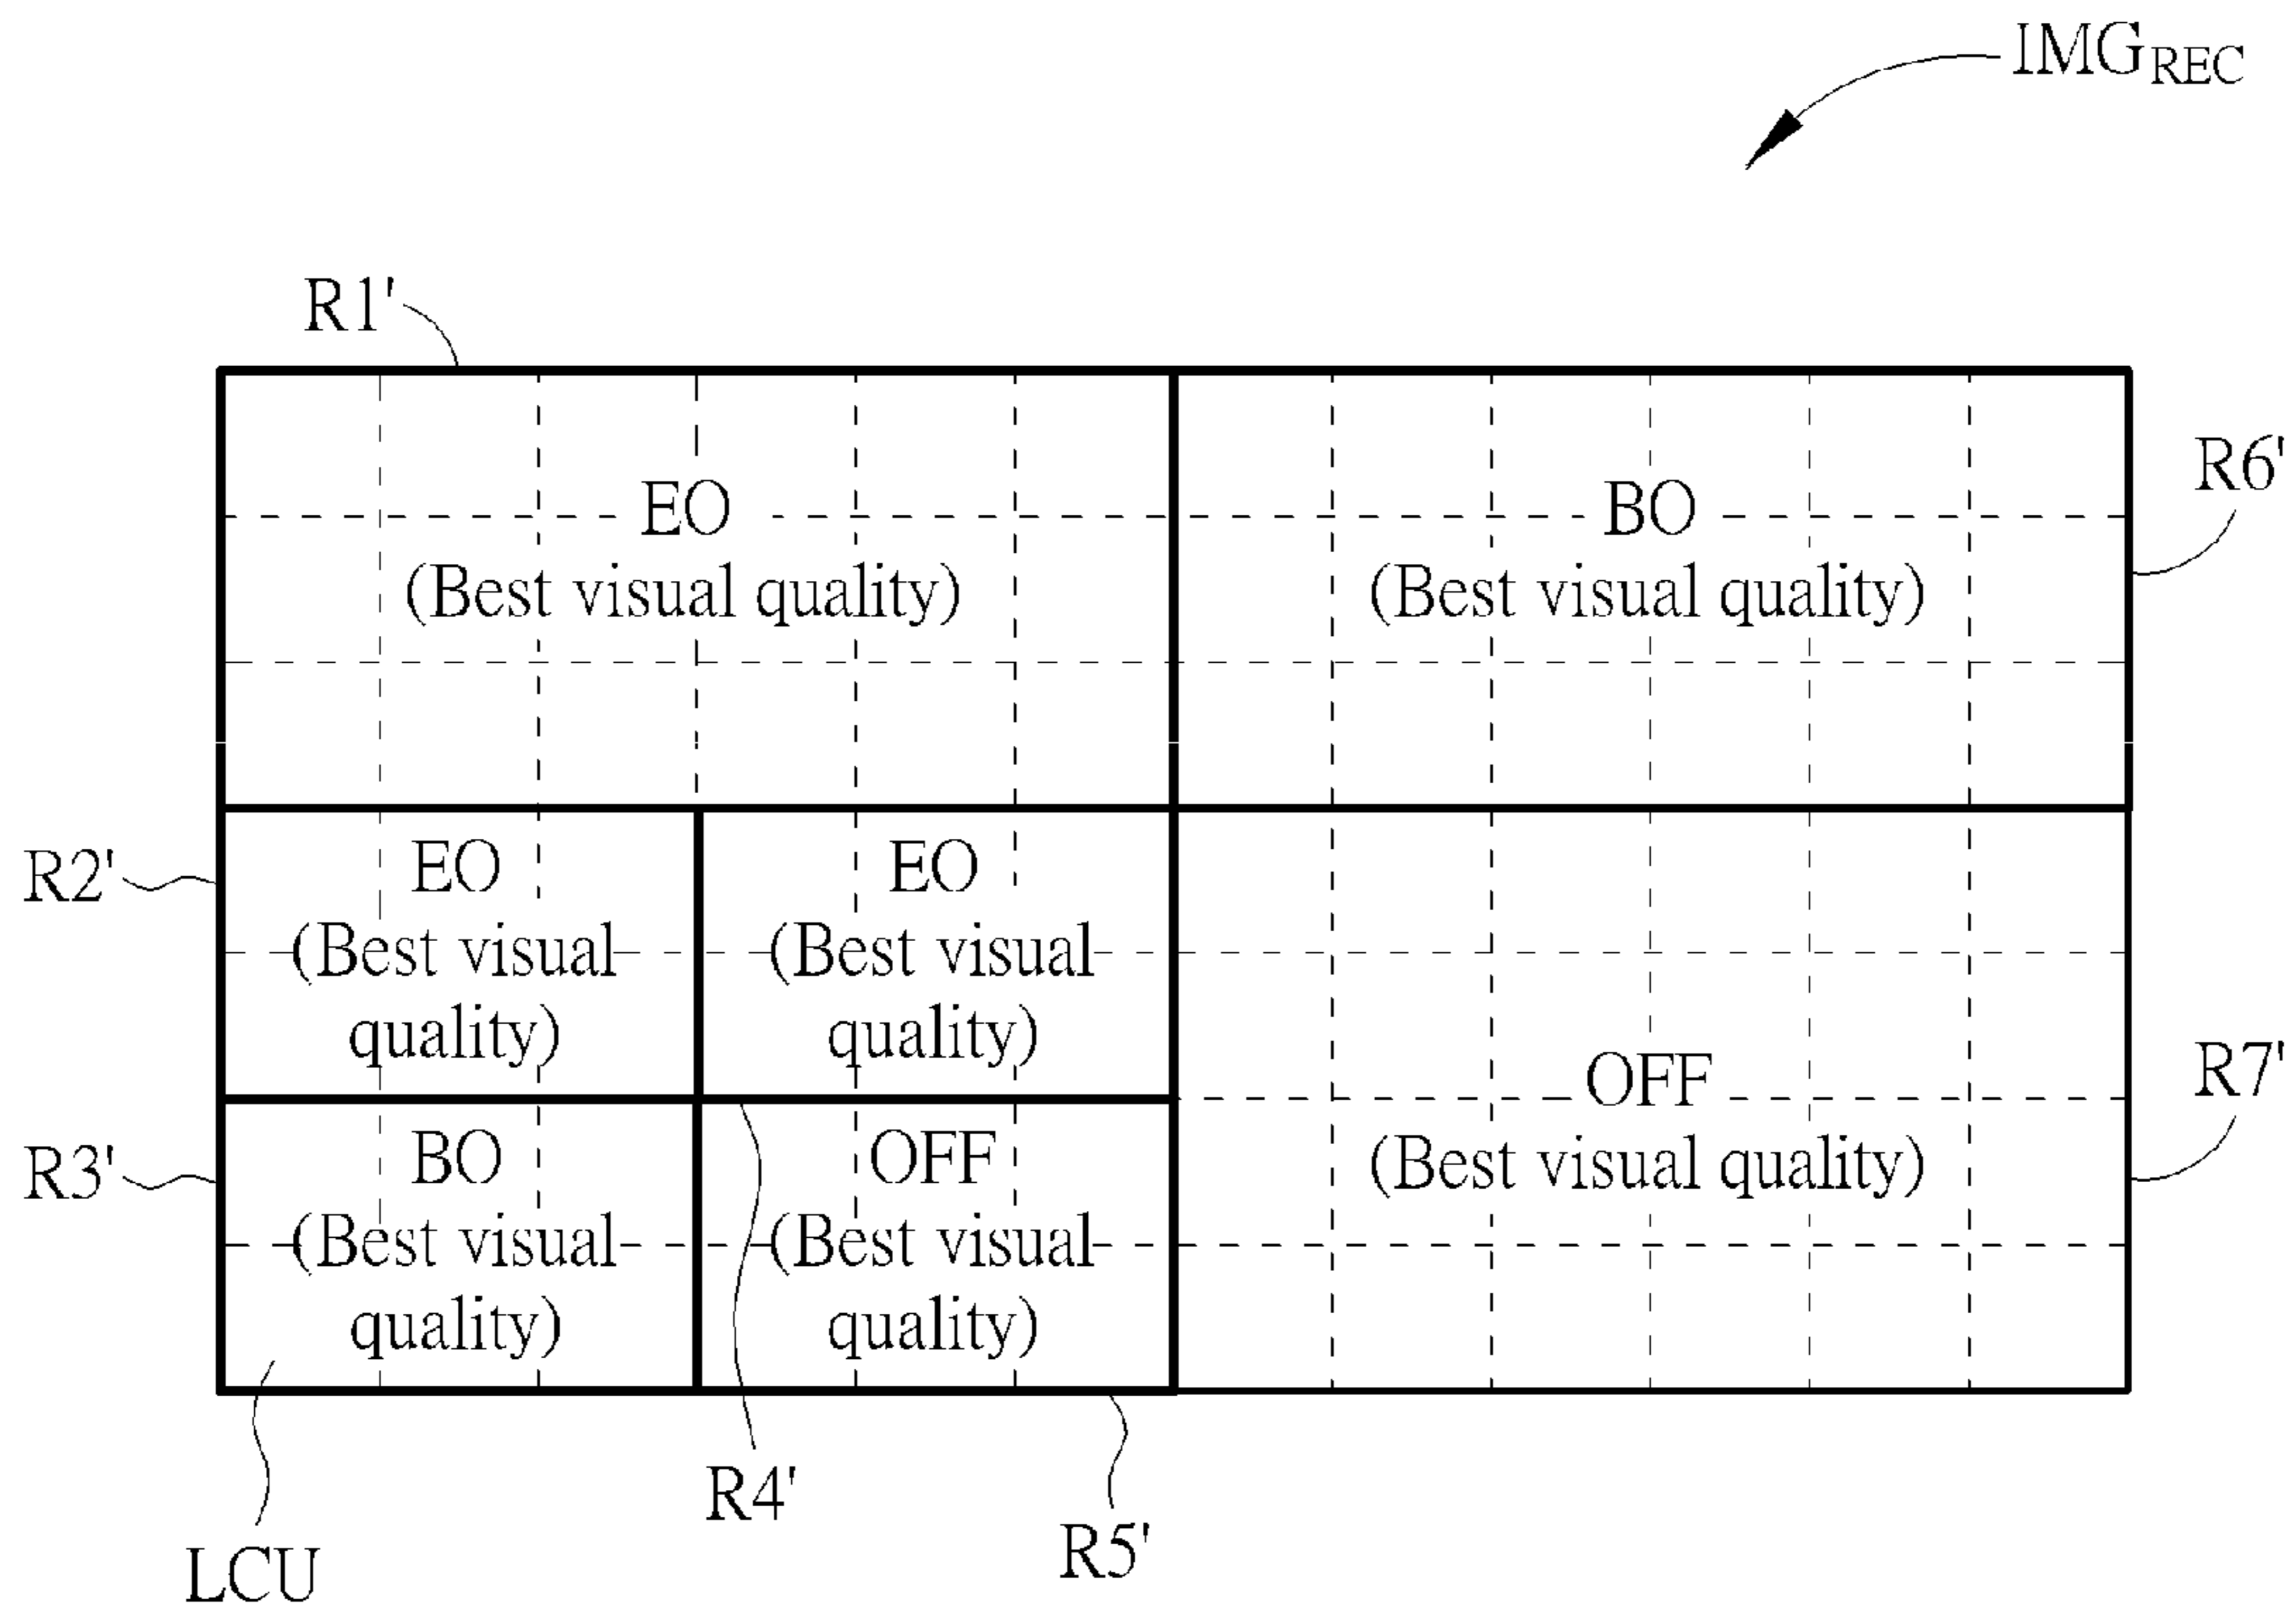 IMGREC
R1'
R6'
EO
(Best visual quality)
BO
(Best visual quality)
R2'
EO
(Best visual
quality)
EO
(Best visual
quality)
R7'
OFF
(Best visual quality)
R3'
BO
(Best visual
quality)
OFF
(Best visual
quality)
R4'
R5'
LCU